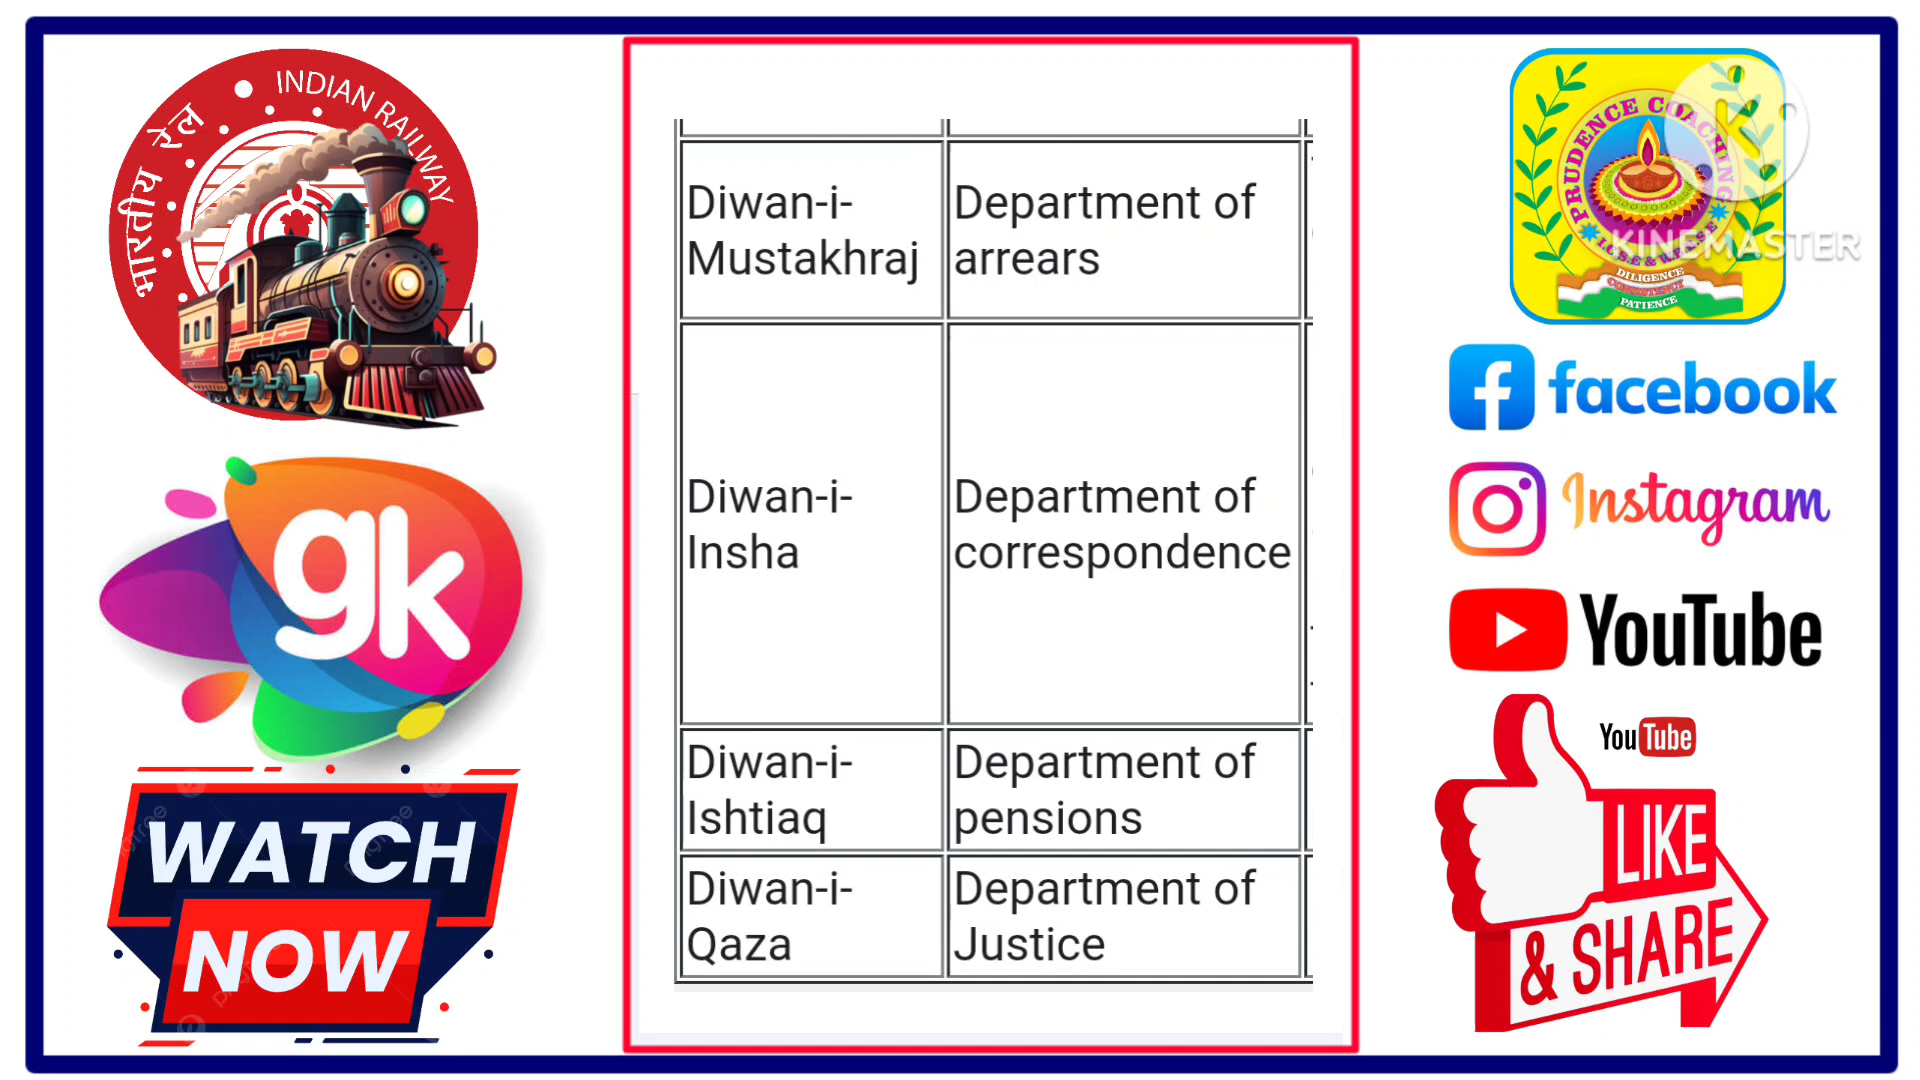 भारतीय रेल
INDIAN RAILWAY
gk
WATCH
NOW
Diwan-i-
Mustakhraj
Department of
arrears
Diwan-i-
Insha
Department of
correspondence
Diwan-i-
Ishtiaq
Department of
pensions
Diwan-i-
Qaza
Department of
Justice
PRUDENCE COACHING
DILIGENCE
CONSISTENCY
PATIENCE
K
KINEMASTER
facebook
Instagram
YouTube
YouTube
LIKE
& SHARE